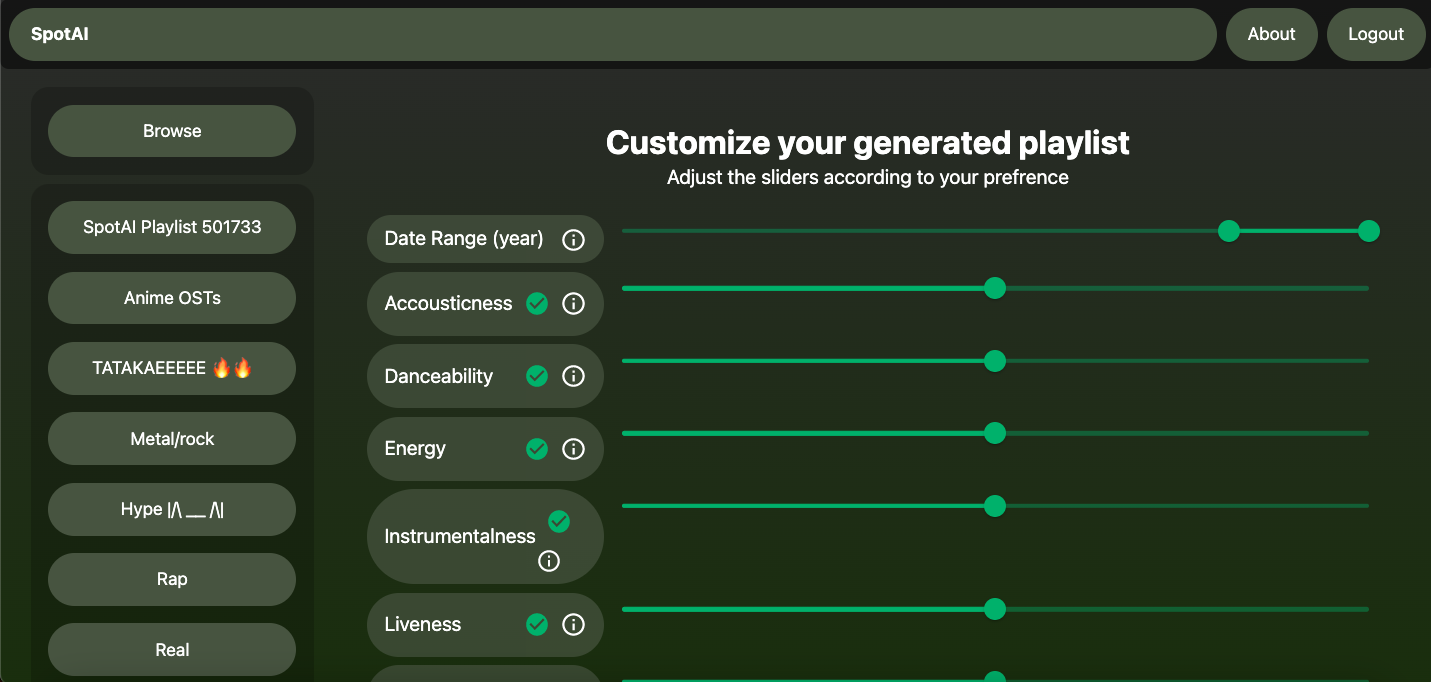 SpotAI
About
Logout
Browse
SpotAI Playlist 501733
Anime OSTs
TATAKAEEEEE 🔥🔥
Metal/rock
Hype |/\ __ /\|
Rap
Real
Customize your generated playlist
Adjust the sliders according to your prefrence
Date Range (year)
Accousticness
Danceability
Energy
Instrumentalness
Liveness